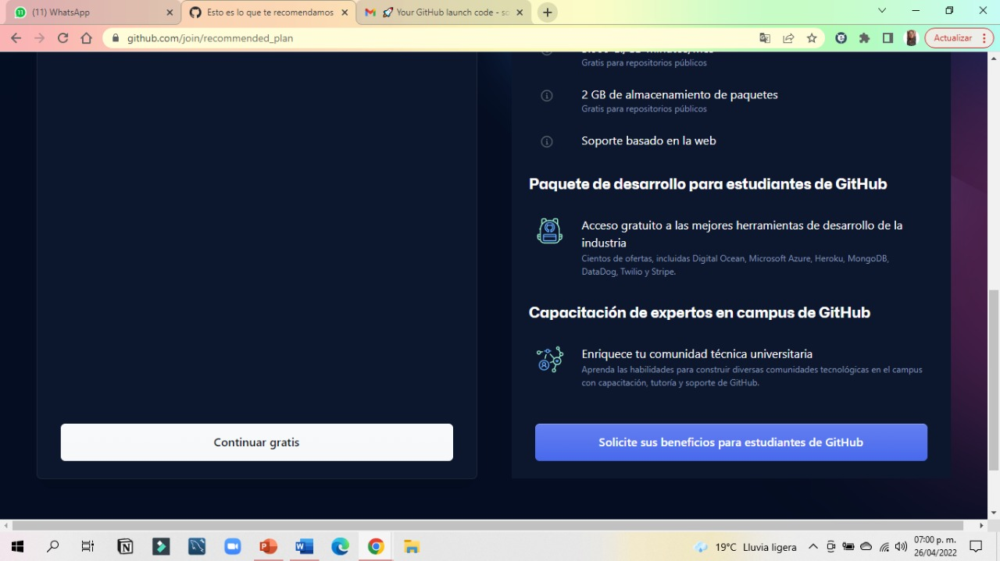 (11) WhatsApp
Esto es lo que te recomendamos
Your GitHub launch code - sc
github.com/join/recommended_plan
Actualizar
Gratis para repositorios públicos
2 GB de almacenamiento de paquetes
Gratis para repositorios públicos
Soporte basado en la web
Paquete de desarrollo para estudiantes de GitHub
Acceso gratuito a las mejores herramientas de desarrollo de la
industria
Cientos de ofertas, incluidas Digital Ocean, Microsoft Azure, Heroku, MongoDB,
DataDog, Twilio y Stripe.
Capacitación de expertos en campus de GitHub
Enriquece tu comunidad técnica universitaria
Aprenda las habilidades para construir diversas comunidades tecnológicas en el campus
con capacitación, tutoría y soporte de GitHub.
Continuar gratis
Solicite sus beneficios para estudiantes de GitHub
19°C Lluvia ligera
07:00 p. m.
26/04/2022